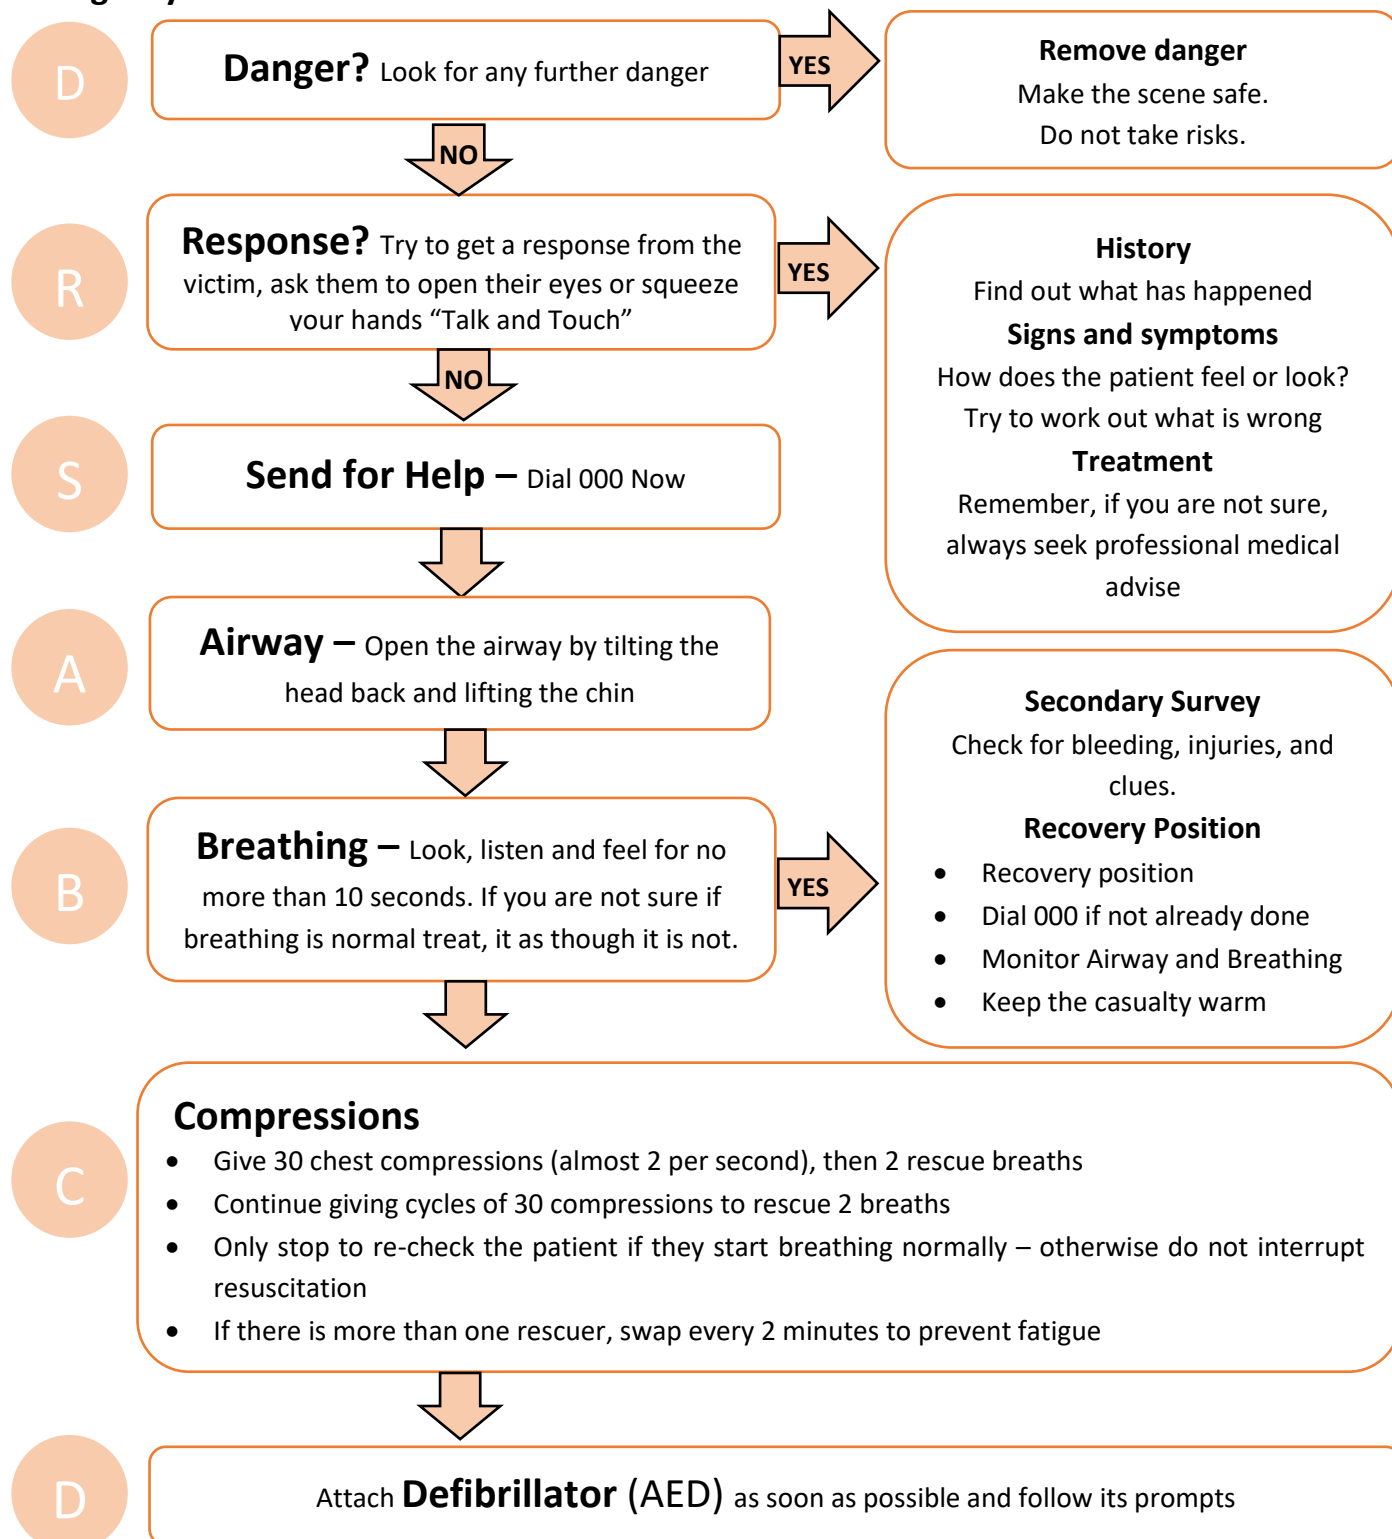 D
Danger? Look for any further danger
YES
Remove danger
Make the scene safe.
Do not take risks.
NO
R
Response? Try to get a response from the
victim, ask them to open their eyes or squeeze
your hands “Talk and Touch”
YES
History
Find out what has happened
Signs and symptoms
How does the patient feel or look?
Try to work out what is wrong
Treatment
Remember, if you are not sure,
always seek professional medical
advise
NO
S
Send for Help – Dial 000 Now
A
Airway – Open the airway by tilting the
head back and lifting the chin
B
Breathing – Look, listen and feel for no
more than 10 seconds. If you are not sure if
breathing is normal treat, it as though it is not.
YES
Secondary Survey
Check for bleeding, injuries, and
clues.
Recovery Position
• Recovery position
• Dial 000 if not already done
• Monitor Airway and Breathing
• Keep the casualty warm
C
Compressions
• Give 30 chest compressions (almost 2 per second), then 2 rescue breaths
• Continue giving cycles of 30 compressions to rescue 2 breaths
• Only stop to re-check the patient if they start breathing normally – otherwise do not interrupt
resuscitation
• If there is more than one rescuer, swap every 2 minutes to prevent fatigue
D
Attach Defibrillator (AED) as soon as possible and follow its prompts